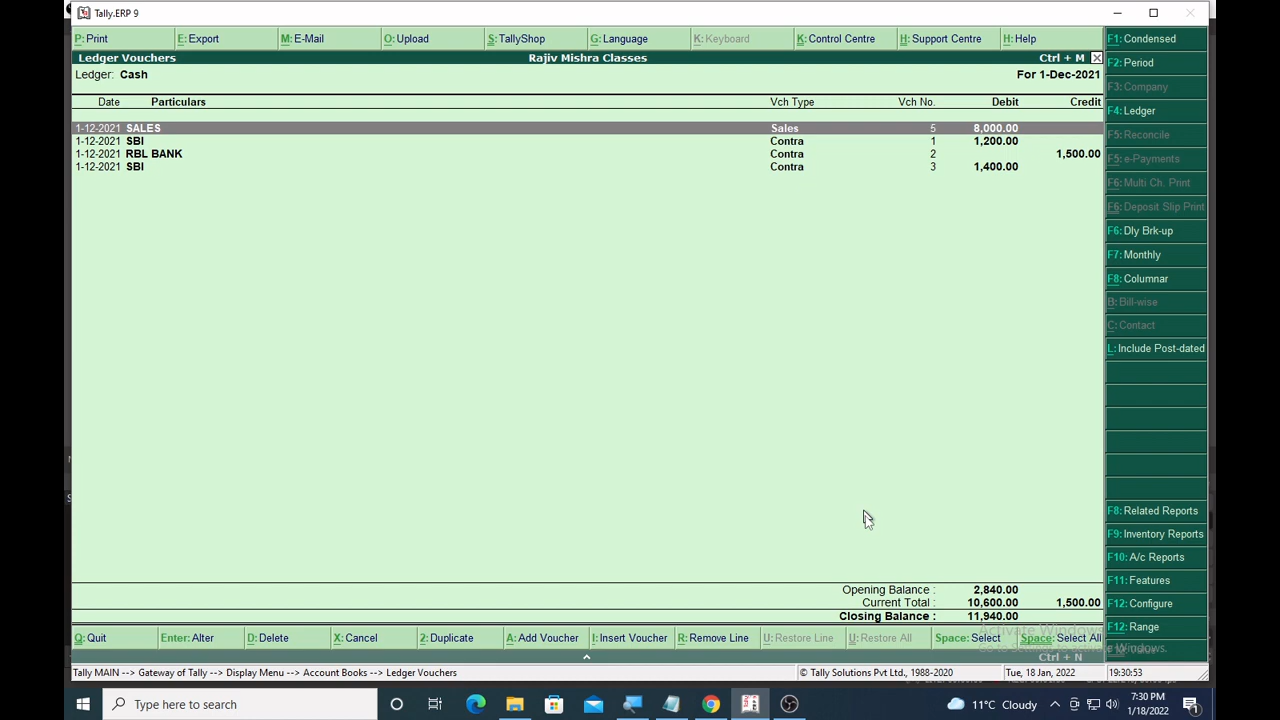 Tally.ERP 9
P: Print E: Export M: E-Mail O: Upload S: TallyShop G: Language K: Keyboard K: Control Centre H: Support Centre H: Help
Ledger Vouchers Rajiv Mishra Classes Ctrl + M
Ledger: Cash For 1-Dec-2021
Date Particulars Vch Type Vch No. Debit Credit
1-12-2021 SALES Sales 5 8,000.00
1-12-2021 SBI Contra 1 1,200.00
1-12-2021 RBL BANK Contra 2 1,500.00
1-12-2021 SBI Contra 3 1,400.00
Opening Balance : 2,840.00
Current Total : 10,600.00 1,500.00
Closing Balance : 11,940.00
F1: Condensed
F2: Period
F3: Company
F4: Ledger
F5: Reconcile
F5: e-Payments
F6: Multi Ch. Print
F6: Deposit Slip Print
F6: Dly Brk-up
F7: Monthly
F8: Columnar
B: Bill-wise
C: Contact
L: Include Post-dated
F8: Related Reports
F9: Inventory Reports
F10: A/c Reports
F11: Features
F12: Configure
F12: Range
Activate Windows
Go to Settings to activate Windows.
Q: Quit Enter: Alter D: Delete X: Cancel 2: Duplicate A: Add Voucher I: Insert Voucher R: Remove Line U: Restore Line U: Restore All Space: Select Space: Select All
Ctrl + N
Tally MAIN --> Gateway of Tally --> Display Menu --> Account Books --> Ledger Vouchers © Tally Solutions Pvt Ltd., 1988-2020 Tue, 18 Jan, 2022 19:30:53
Type here to search 11°C Cloudy 7:30 PM
1/18/2022